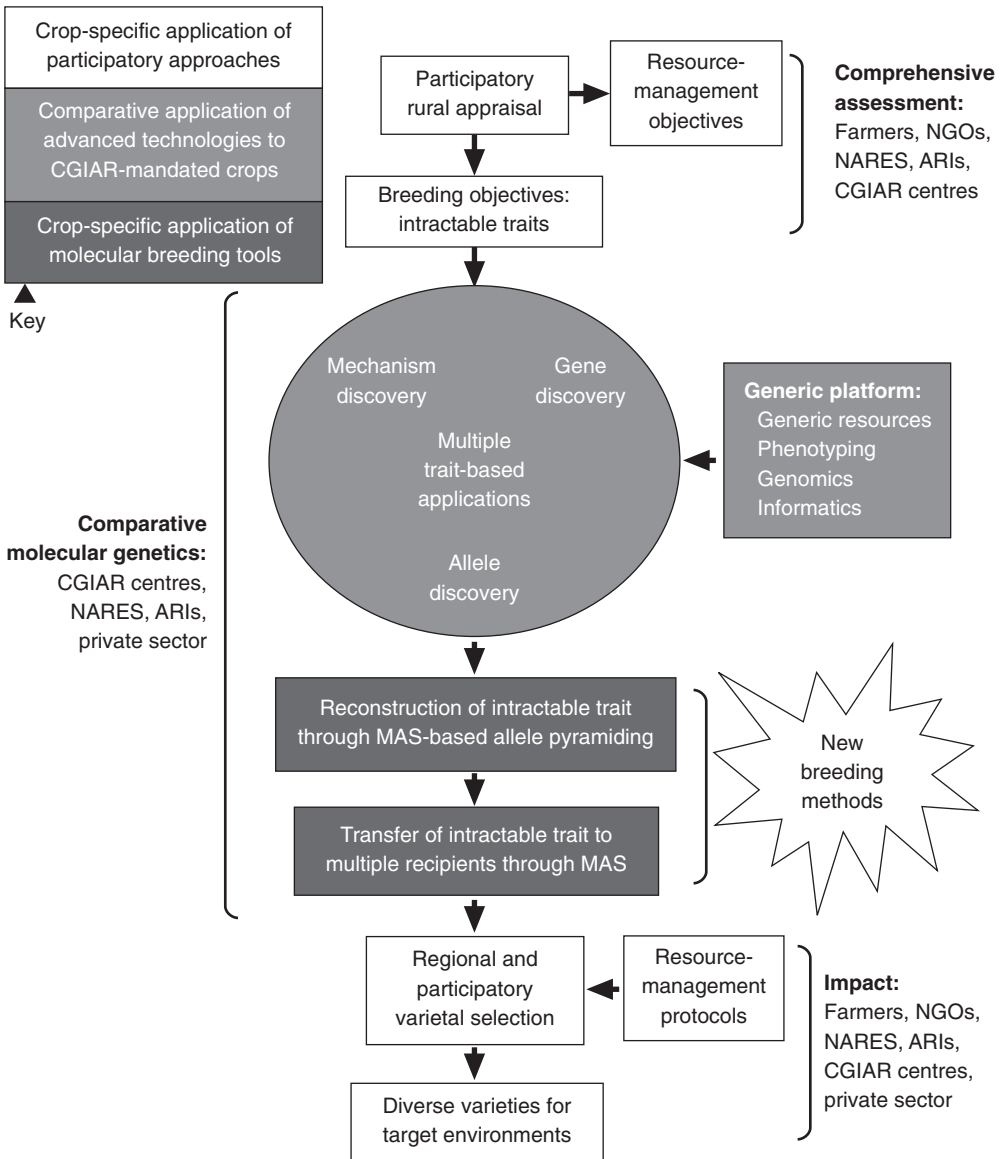 Crop-specific application of
participatory approaches
Comparative application of
advanced technologies to
CGIAR-mandated crops
Crop-specific application of
molecular breeding tools
Key
Participatory
rural appraisal
Resource-
management
objectives
Comprehensive
assessment:
Farmers, NGOs,
NARES, ARIs,
CGIAR centres
Breeding objectives:
intractable traits
Mechanism
discovery
Gene
discovery
Multiple
trait-based
applications
Allele
discovery
Generic platform:
Generic resources
Phenotyping
Genomics
Informatics
Comparative
molecular genetics:
CGIAR centres,
NARES, ARIs,
private sector
Reconstruction of intractable trait
through MAS-based allele pyramiding
Transfer of intractable trait to
multiple recipients through MAS
New
breeding
methods
Regional and
participatory
varietal selection
Resource-
management
protocols
Impact:
Farmers, NGOs,
NARES, ARIs,
CGIAR centres,
private sector
Diverse varieties for
target environments